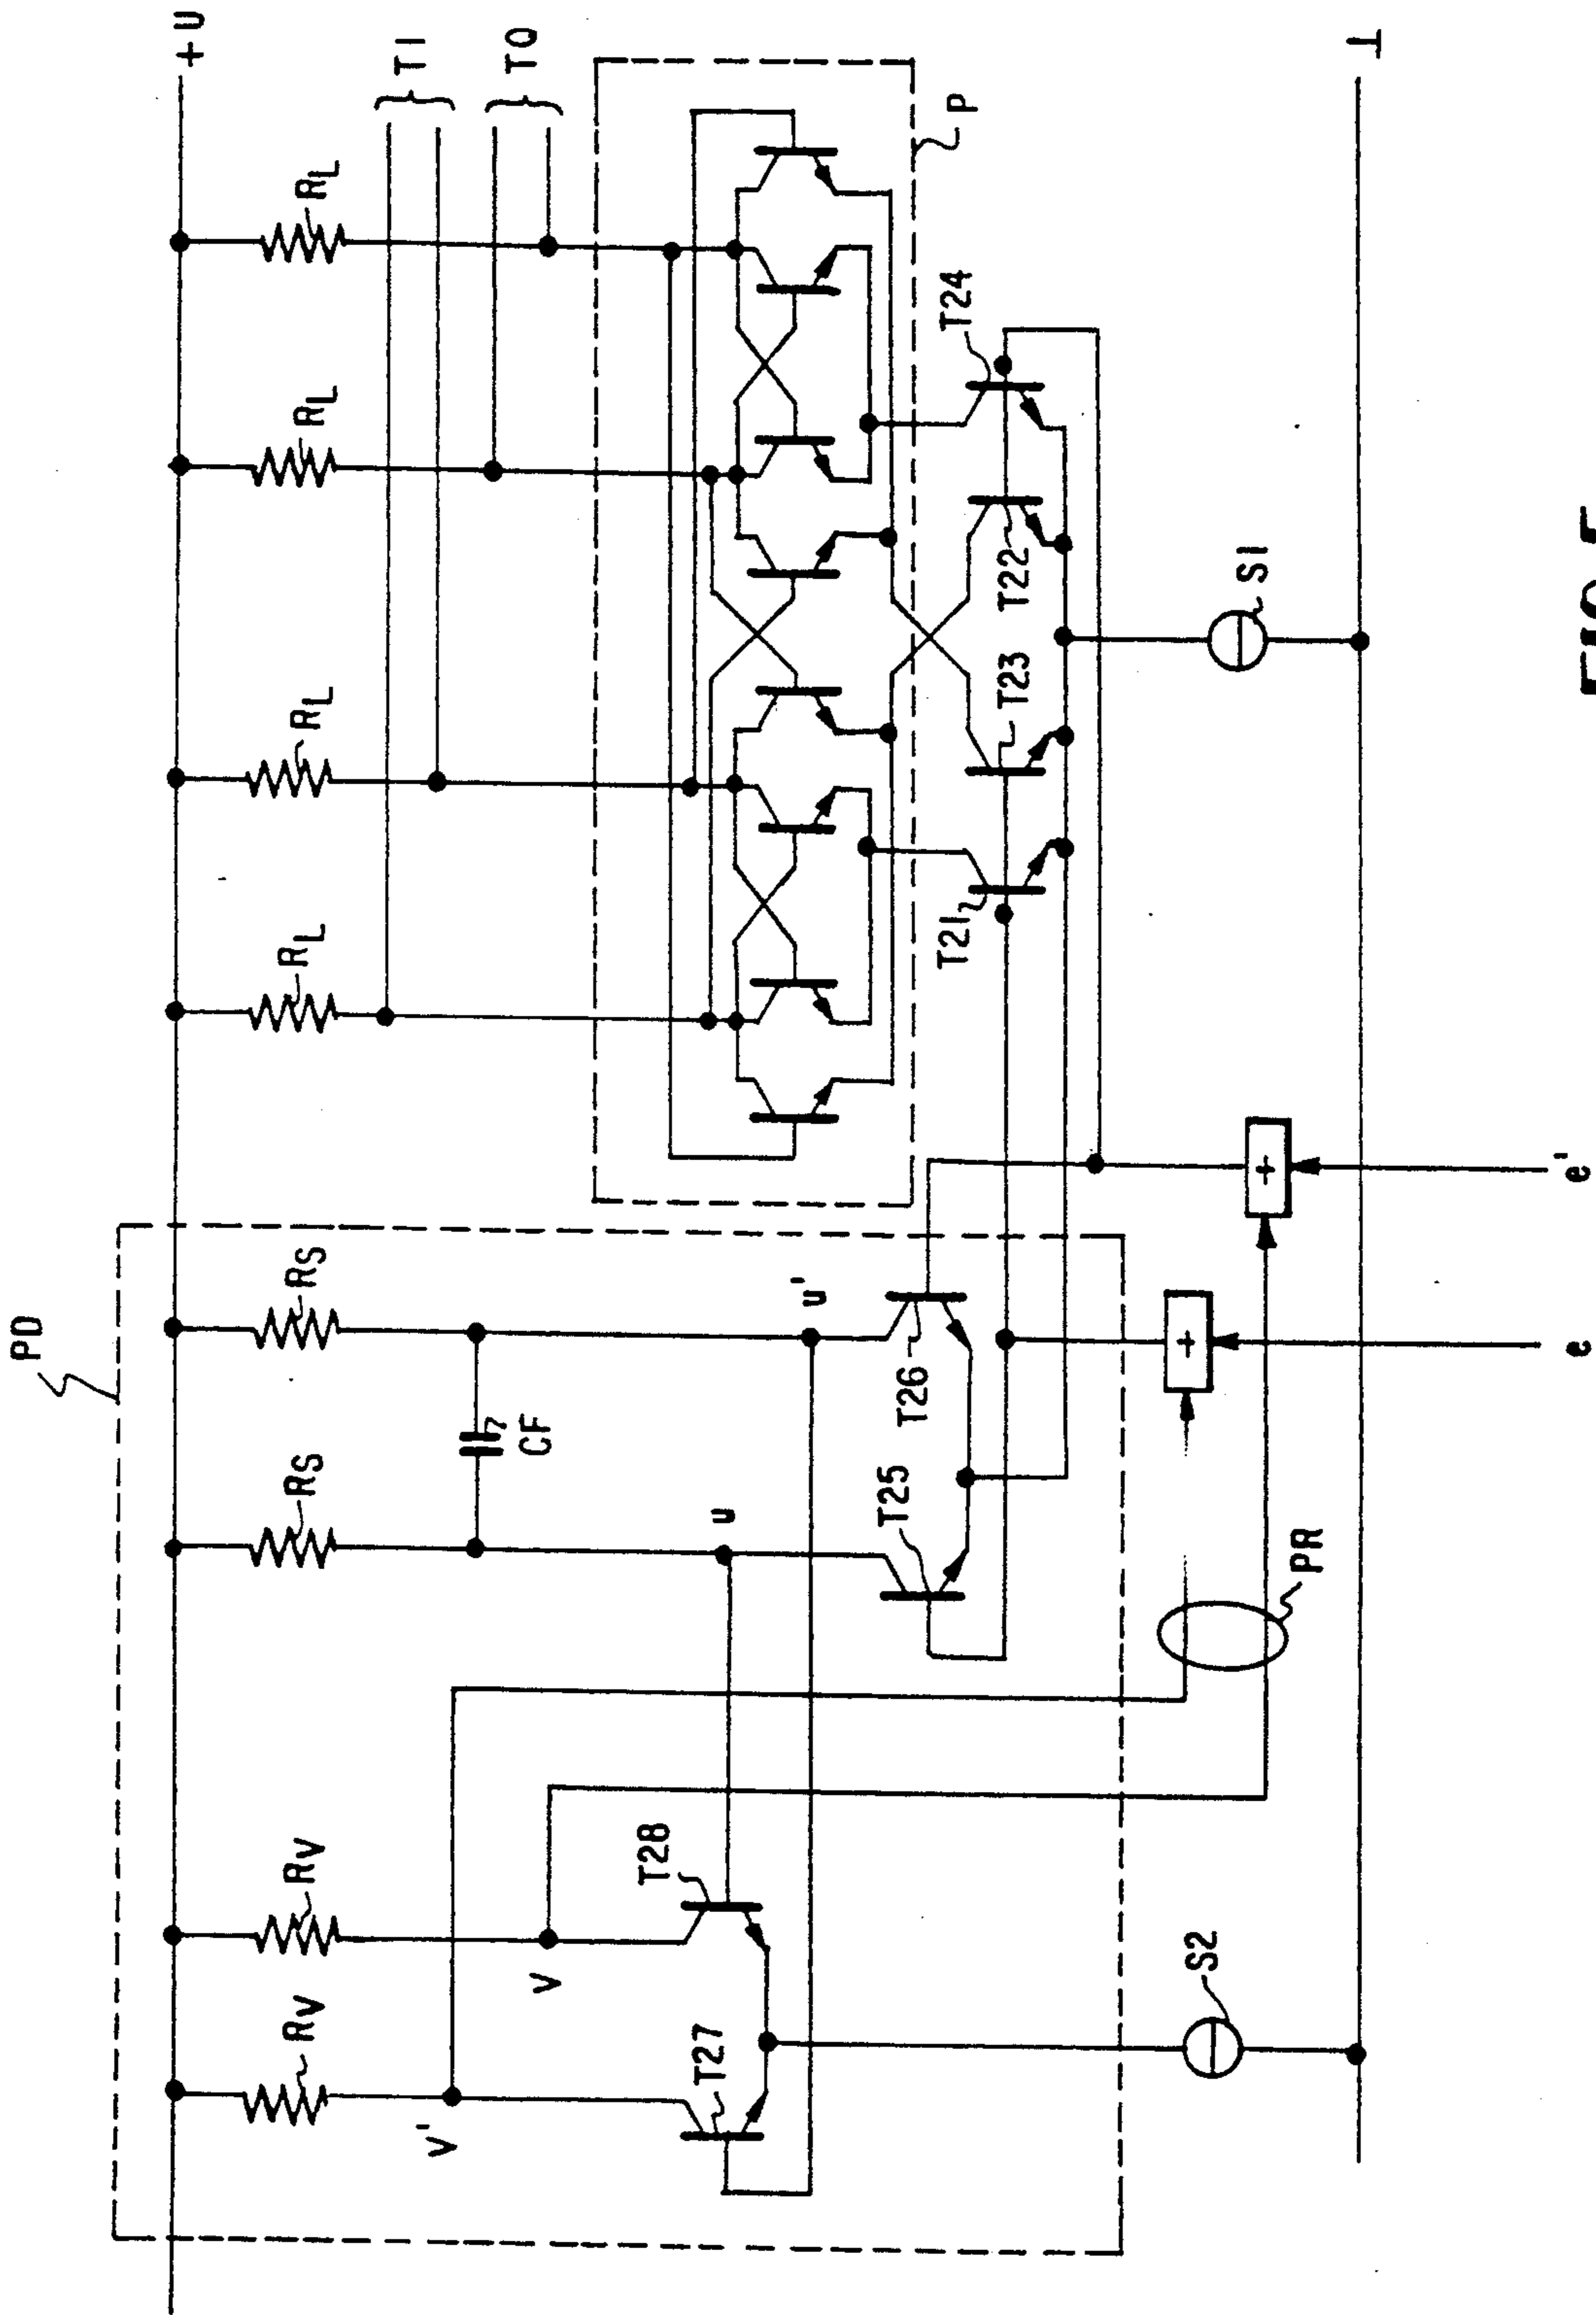 PD
+U
RV
RV
RS
RS
RL
RL
RL
RL
TI
TQ
CF
V'
V
u
u'
P
T27
T28
T25
T26
T21
T23
T22
T24
PR
+
+
S2
S1
e
e'